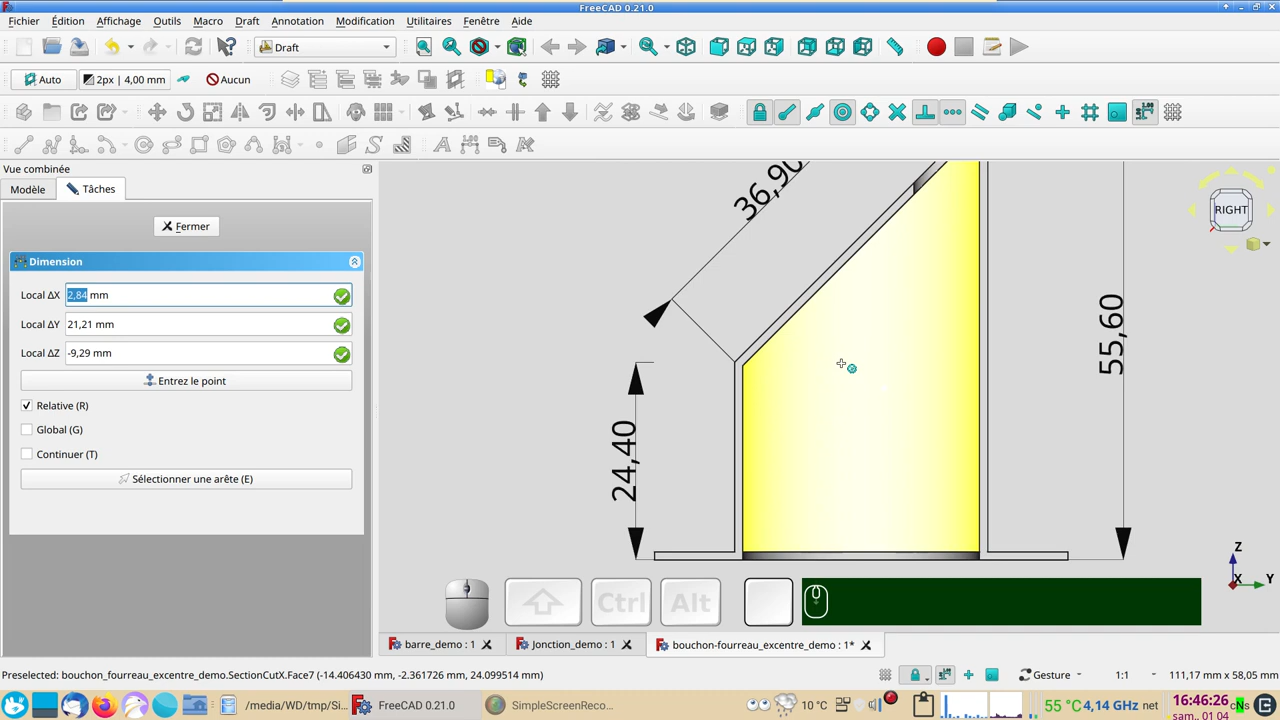 FreeCAD 0.21.0
Fichier Édition Affichage Outils Macro Draft Annotation Modification Utilitaires Fenêtre Aide
Draft
Auto 2px | 4,00 mm Aucun
Vue combinée
Modèle Tâches
Fermer
Dimension
Local ΔX 2,84 mm
Local ΔY 21,21 mm
Local ΔZ -9,29 mm
Entrez le point
Relative (R)
Global (G)
Continuer (T)
Sélectionner une arête (E)
36,90
24,40
55,60
RIGHT
Z
X
Y
Ctrl Alt
barre_demo : 1 Jonction_demo : 1 bouchon-fourreau_excentre_demo : 1*
Preselected: bouchon_fourreau_excentre_demo.SectionCutX.Face7 (-14.406430 mm, -2.361726 mm, 24.099514 mm) Gesture 1:1 111,17 mm x 58,05 mm
/media/WD/tmp/Si... FreeCAD 0.21.0 SimpleScreenReco... 10 °C 55 °C 4,14 GHz net 16:46:26
sam., 01 04